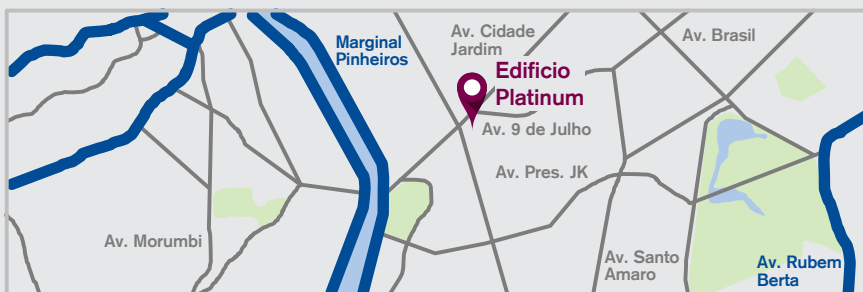 Av. Cidade
Jardim
Av. Brasil
Marginal
Pinheiros
Edificio
Platinum
Av. 9 de Julho
Av. Pres. JK
Av. Morumbi
Av. Santo
Amaro
Av. Rubem
Berta